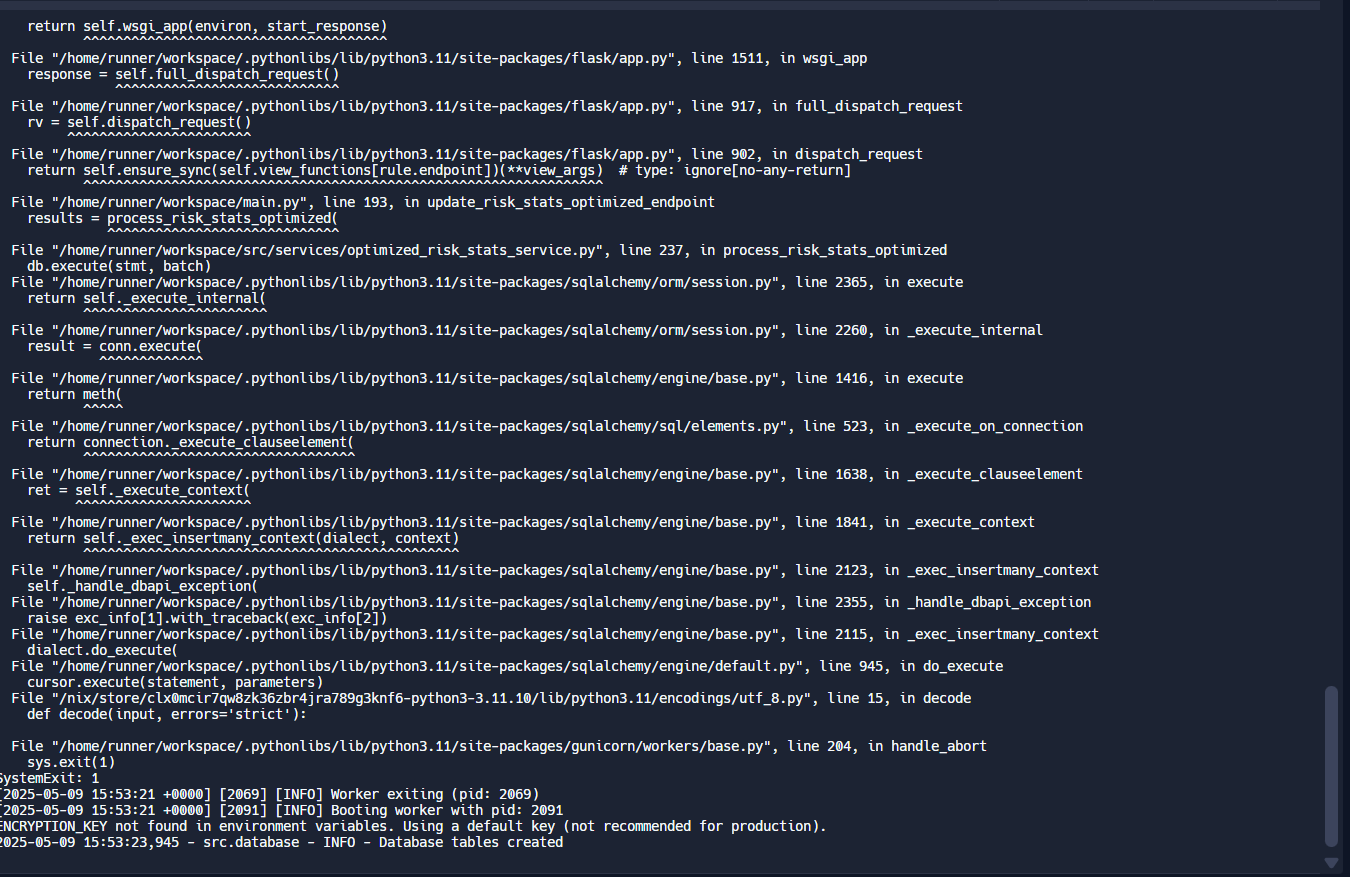 return self.wsgi_app(environ, start_response)
^^^^^^^^^^^^^^^^^^^^^^^^^^^^^^^^^^^^^^
File "/home/runner/workspace/.pythonlibs/lib/python3.11/site-packages/flask/app.py", line 1511, in wsgi_app
response = self.full_dispatch_request()
^^^^^^^^^^^^^^^^^^^^^^^^^^^^
File "/home/runner/workspace/.pythonlibs/lib/python3.11/site-packages/flask/app.py", line 917, in full_dispatch_request
rv = self.dispatch_request()
^^^^^^^^^^^^^^^^^^^^^^^
File "/home/runner/workspace/.pythonlibs/lib/python3.11/site-packages/flask/app.py", line 902, in dispatch_request
return self.ensure_sync(self.view_functions[rule.endpoint])(**view_args)  # type: ignore[no-any-return]
^^^^^^^^^^^^^^^^^^^^^^^^^^^^^^^^^^^^^^^^^^^^^^^^^^^^^^^^^^^^^^^^^
File "/home/runner/workspace/main.py", line 193, in update_risk_stats_optimized_endpoint
results = process_risk_stats_optimized(
^^^^^^^^^^^^^^^^^^^^^^^^^^^^^
File "/home/runner/workspace/src/services/optimized_risk_stats_service.py", line 237, in process_risk_stats_optimized
db.execute(stmt, batch)
File "/home/runner/workspace/.pythonlibs/lib/python3.11/site-packages/sqlalchemy/orm/session.py", line 2365, in execute
return self._execute_internal(
^^^^^^^^^^^^^^^^^^^^^^^
File "/home/runner/workspace/.pythonlibs/lib/python3.11/site-packages/sqlalchemy/orm/session.py", line 2260, in _execute_internal
result = conn.execute(
^^^^^^^^^^^^^
File "/home/runner/workspace/.pythonlibs/lib/python3.11/site-packages/sqlalchemy/engine/base.py", line 1416, in execute
return meth(
^^^^^
File "/home/runner/workspace/.pythonlibs/lib/python3.11/site-packages/sqlalchemy/sql/elements.py", line 523, in _execute_on_connection
return connection._execute_clauseelement(
^^^^^^^^^^^^^^^^^^^^^^^^^^^^^^^^^^
File "/home/runner/workspace/.pythonlibs/lib/python3.11/site-packages/sqlalchemy/engine/base.py", line 1638, in _execute_clauseelement
ret = self._execute_context(
^^^^^^^^^^^^^^^^^^^^^^
File "/home/runner/workspace/.pythonlibs/lib/python3.11/site-packages/sqlalchemy/engine/base.py", line 1841, in _execute_context
return self._exec_insertmany_context(dialect, context)
^^^^^^^^^^^^^^^^^^^^^^^^^^^^^^^^^^^^^^^^^^^^^^^
File "/home/runner/workspace/.pythonlibs/lib/python3.11/site-packages/sqlalchemy/engine/base.py", line 2123, in _exec_insertmany_context
self._handle_dbapi_exception(
File "/home/runner/workspace/.pythonlibs/lib/python3.11/site-packages/sqlalchemy/engine/base.py", line 2355, in _handle_dbapi_exception
raise exc_info[1].with_traceback(exc_info[2])
File "/home/runner/workspace/.pythonlibs/lib/python3.11/site-packages/sqlalchemy/engine/base.py", line 2115, in _exec_insertmany_context
dialect.do_execute(
File "/home/runner/workspace/.pythonlibs/lib/python3.11/site-packages/sqlalchemy/engine/default.py", line 945, in do_execute
cursor.execute(statement, parameters)
File "/nix/store/clx0mcir7qw8zk36zbr4jra789g3knf6-python3-3.11.10/lib/python3.11/encodings/utf_8.py", line 15, in decode
def decode(input, errors='strict'):
File "/home/runner/workspace/.pythonlibs/lib/python3.11/site-packages/gunicorn/workers/base.py", line 204, in handle_abort
sys.exit(1)
SystemExit: 1
[2025-05-09 15:53:21 +0000] [2069] [INFO] Worker exiting (pid: 2069)
[2025-05-09 15:53:21 +0000] [2091] [INFO] Booting worker with pid: 2091
ENCRYPTION_KEY not found in environment variables. Using a default key (not recommended for production).
2025-05-09 15:53:23,945 - src.database - INFO - Database tables created